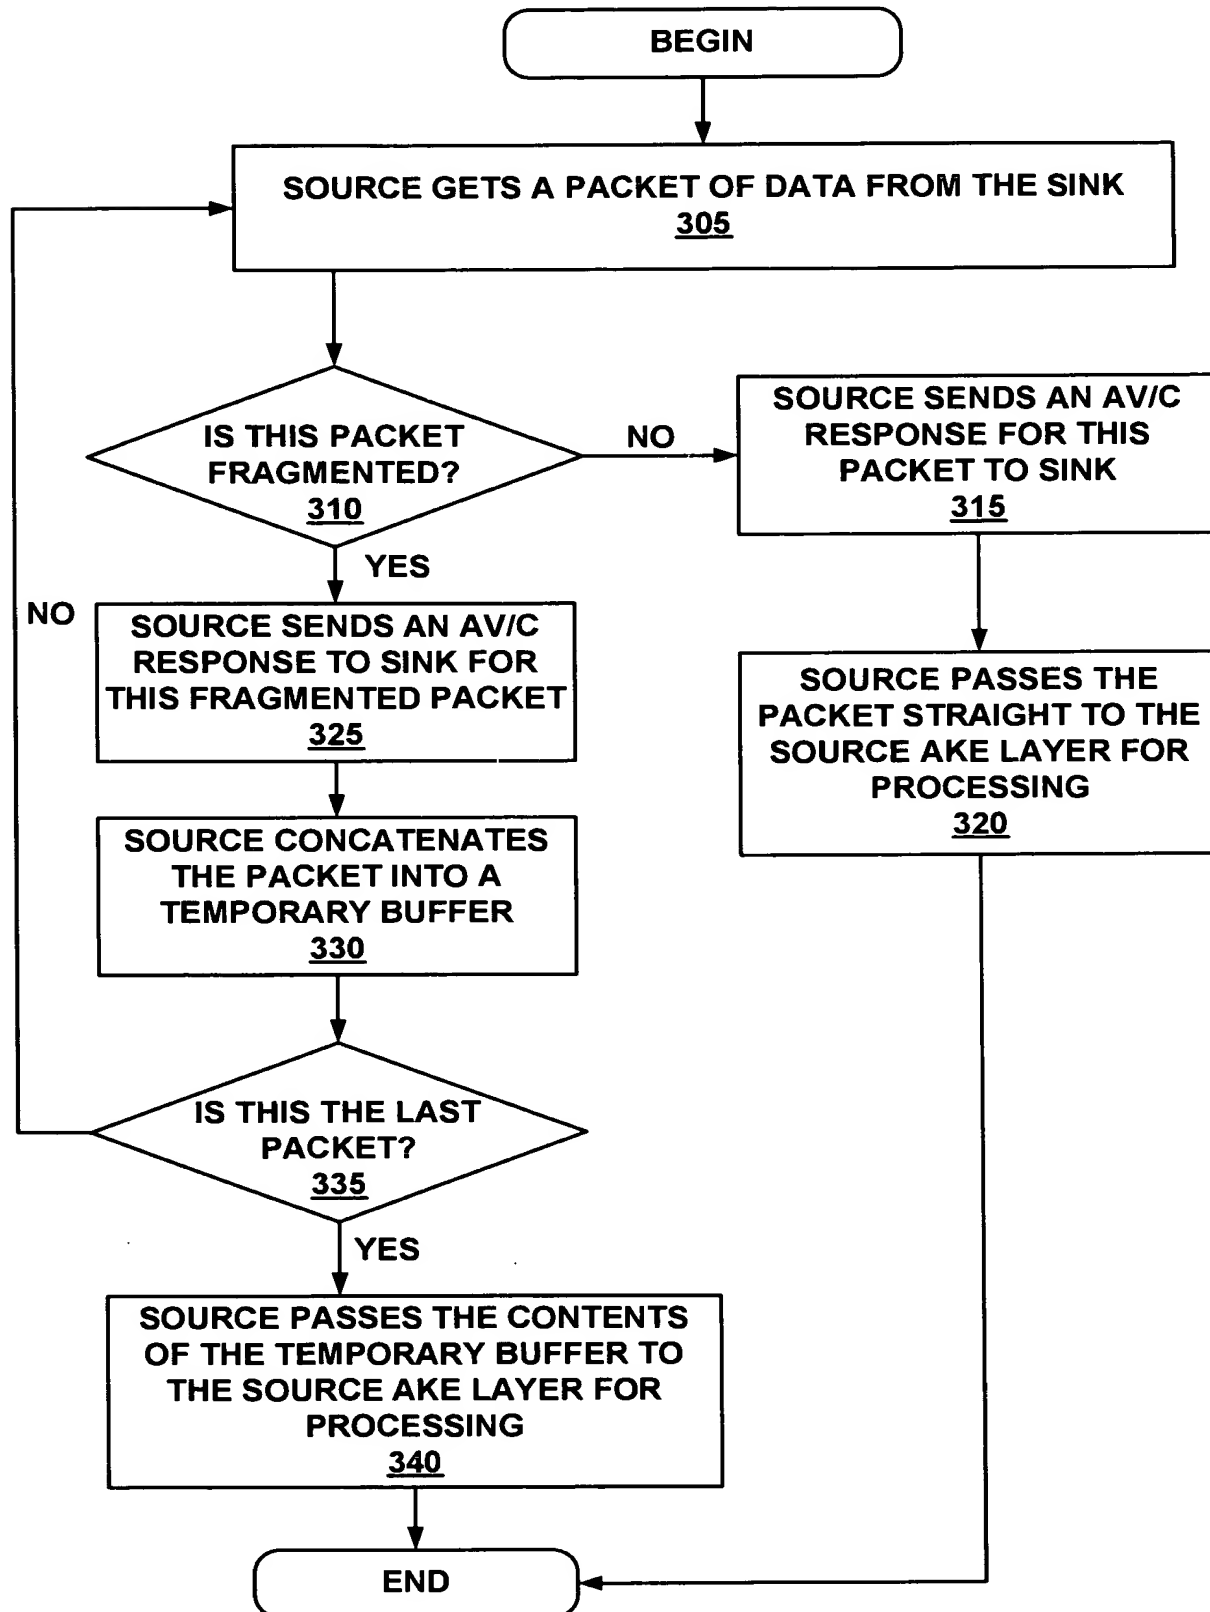 BEGIN
SOURCE GETS A PACKET OF DATA FROM THE SINK
305
IS THIS PACKET
FRAGMENTED?
310
NO
SOURCE SENDS AN AV/C
RESPONSE FOR THIS
PACKET TO SINK
315
YES
NO
SOURCE SENDS AN AV/C
RESPONSE TO SINK FOR
THIS FRAGMENTED PACKET
325
SOURCE PASSES THE
PACKET STRAIGHT TO THE
SOURCE AKE LAYER FOR
PROCESSING
320
SOURCE CONCATENATES
THE PACKET INTO A
TEMPORARY BUFFER
330
IS THIS THE LAST
PACKET?
335
YES
SOURCE PASSES THE CONTENTS
OF THE TEMPORARY BUFFER TO
THE SOURCE AKE LAYER FOR
PROCESSING
340
END